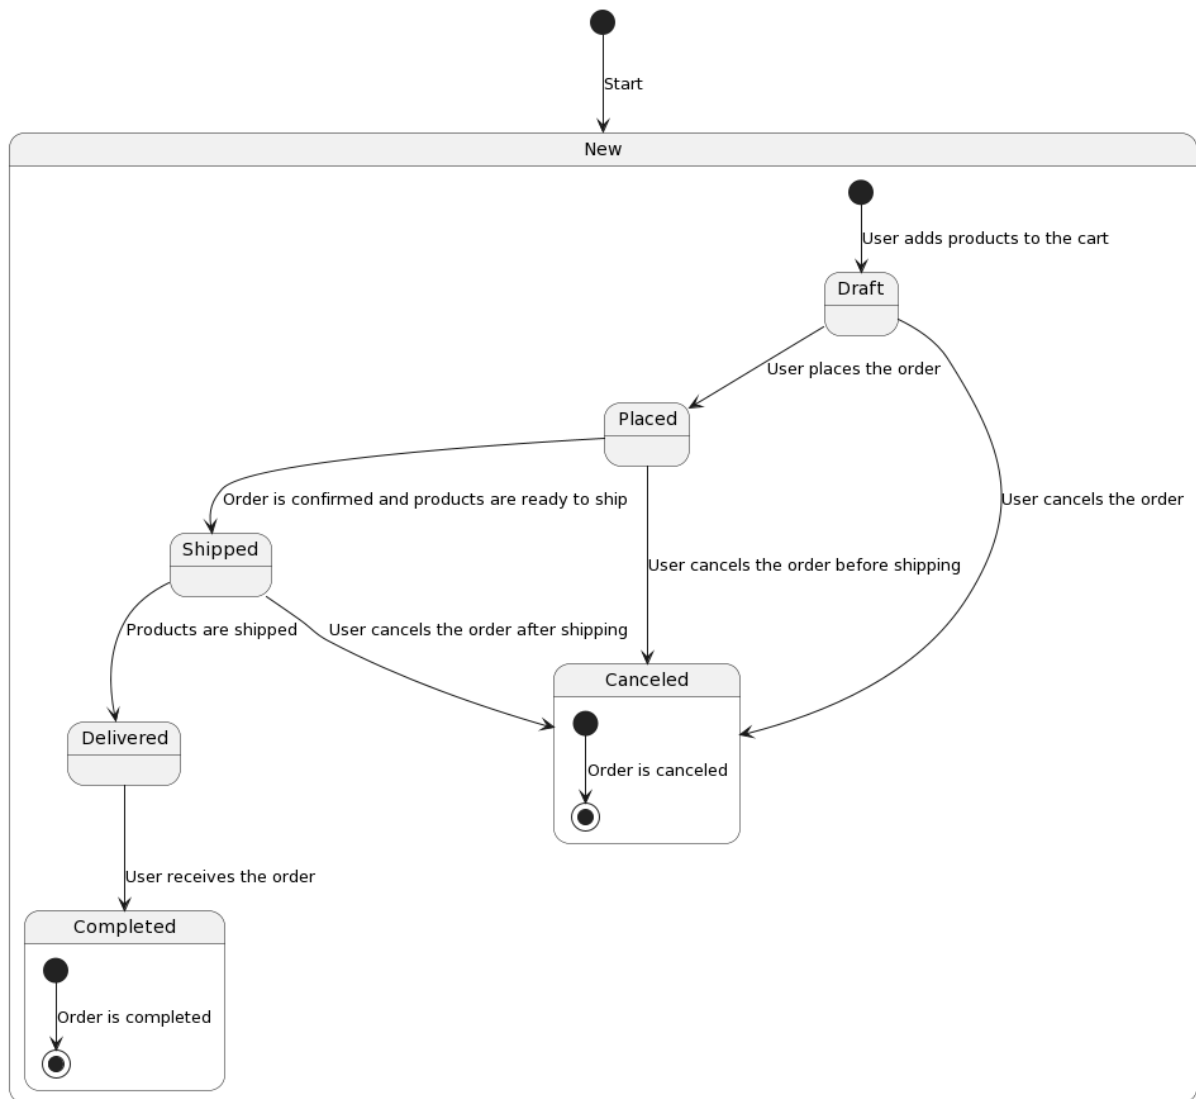 Start
New
User adds products to the cart
Draft
User places the order
Placed
Order is confirmed and products are ready to ship
User cancels the order
Shipped
User cancels the order before shipping
Products are shipped
User cancels the order after shipping
Canceled
Delivered
Order is canceled
User receives the order
Completed
Order is completed